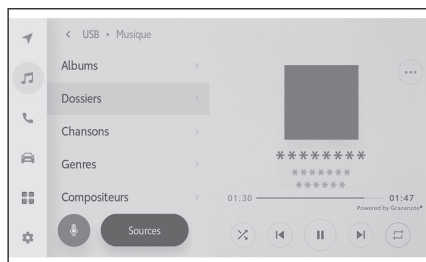 < USB • Musique
Albums >
Dossiers >
Chansons >
Genres >
Compositeurs >
Sources
********
*******
******
01:30
01:47
Powered by Gracenote®